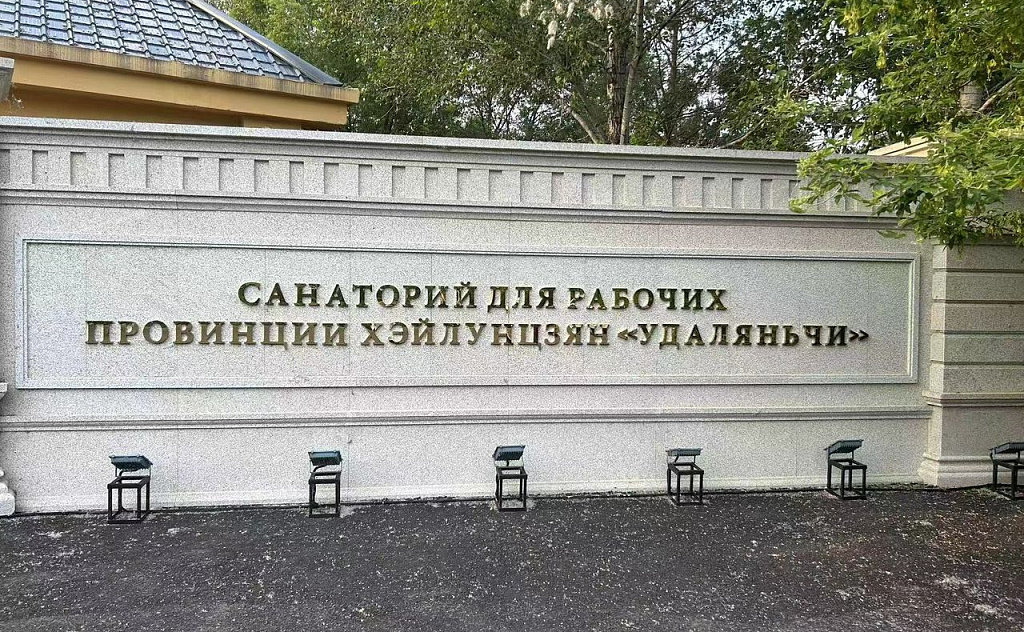 САНАТОРИЙ ДЛЯ РАБОЧИХ
ПРОВИНЦИИ ХЭЙЛУНЦЗЯН «УДАЛЯНЬЧИ»